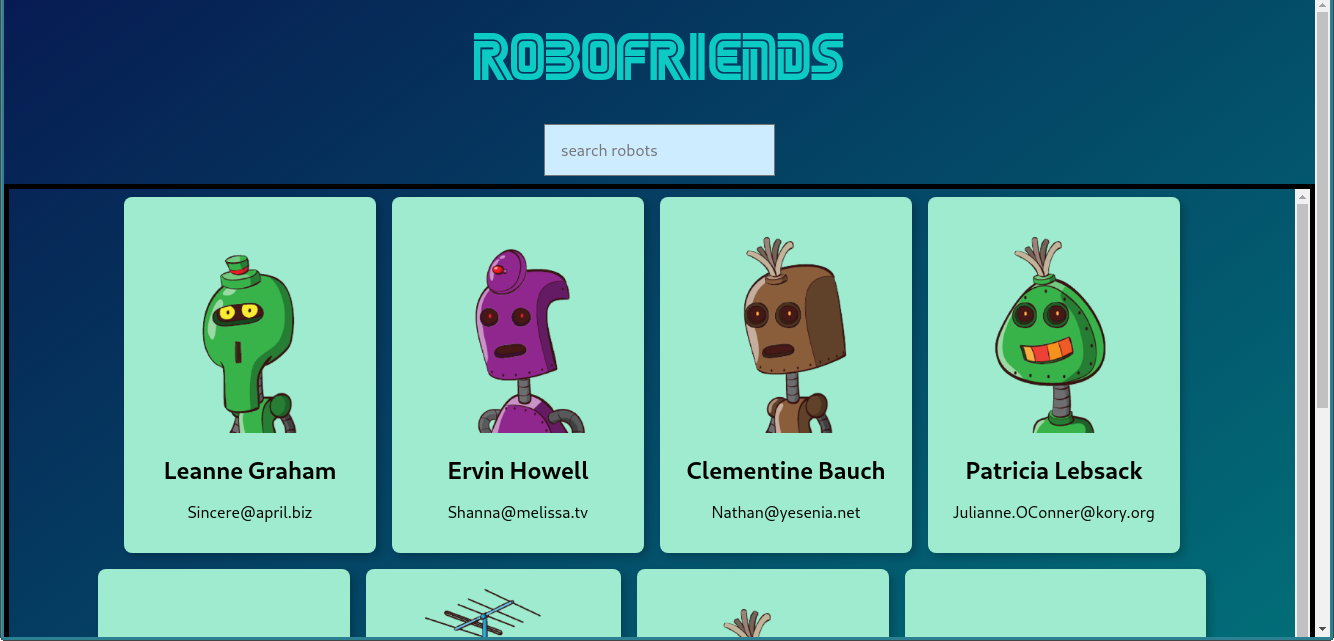 ROBOFRIENDS
search robots
Leanne Graham
Sincere@april.biz
Ervin Howell
Shanna@melissa.tv
Clementine Bauch
Nathan@yesenia.net
Patricia Lebsack
Julianne.OConner@kory.org